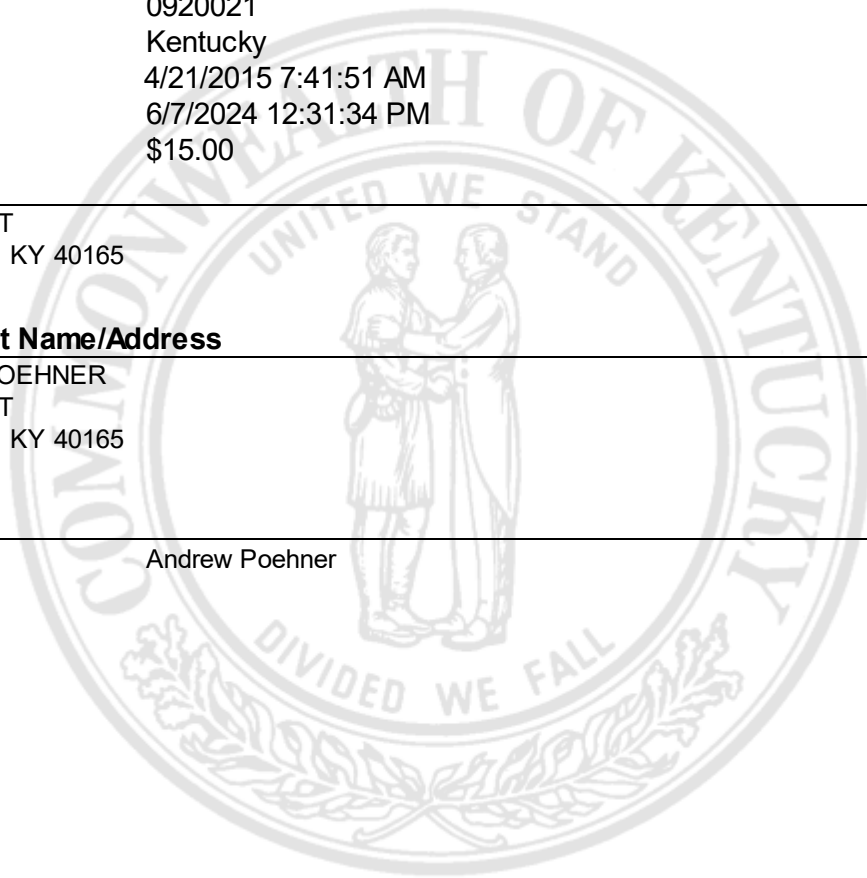 0920021
Kentucky
4/21/2015 7:41:51 AM
6/7/2024 12:31:34 PM
$15.00
T
KY 40165
t Name/Address
OEHNER
T
KY 40165
Andrew Poehner
COMMONWEALTH OF KENTUCKY
UNITED WE STAND
DIVIDED WE FALL